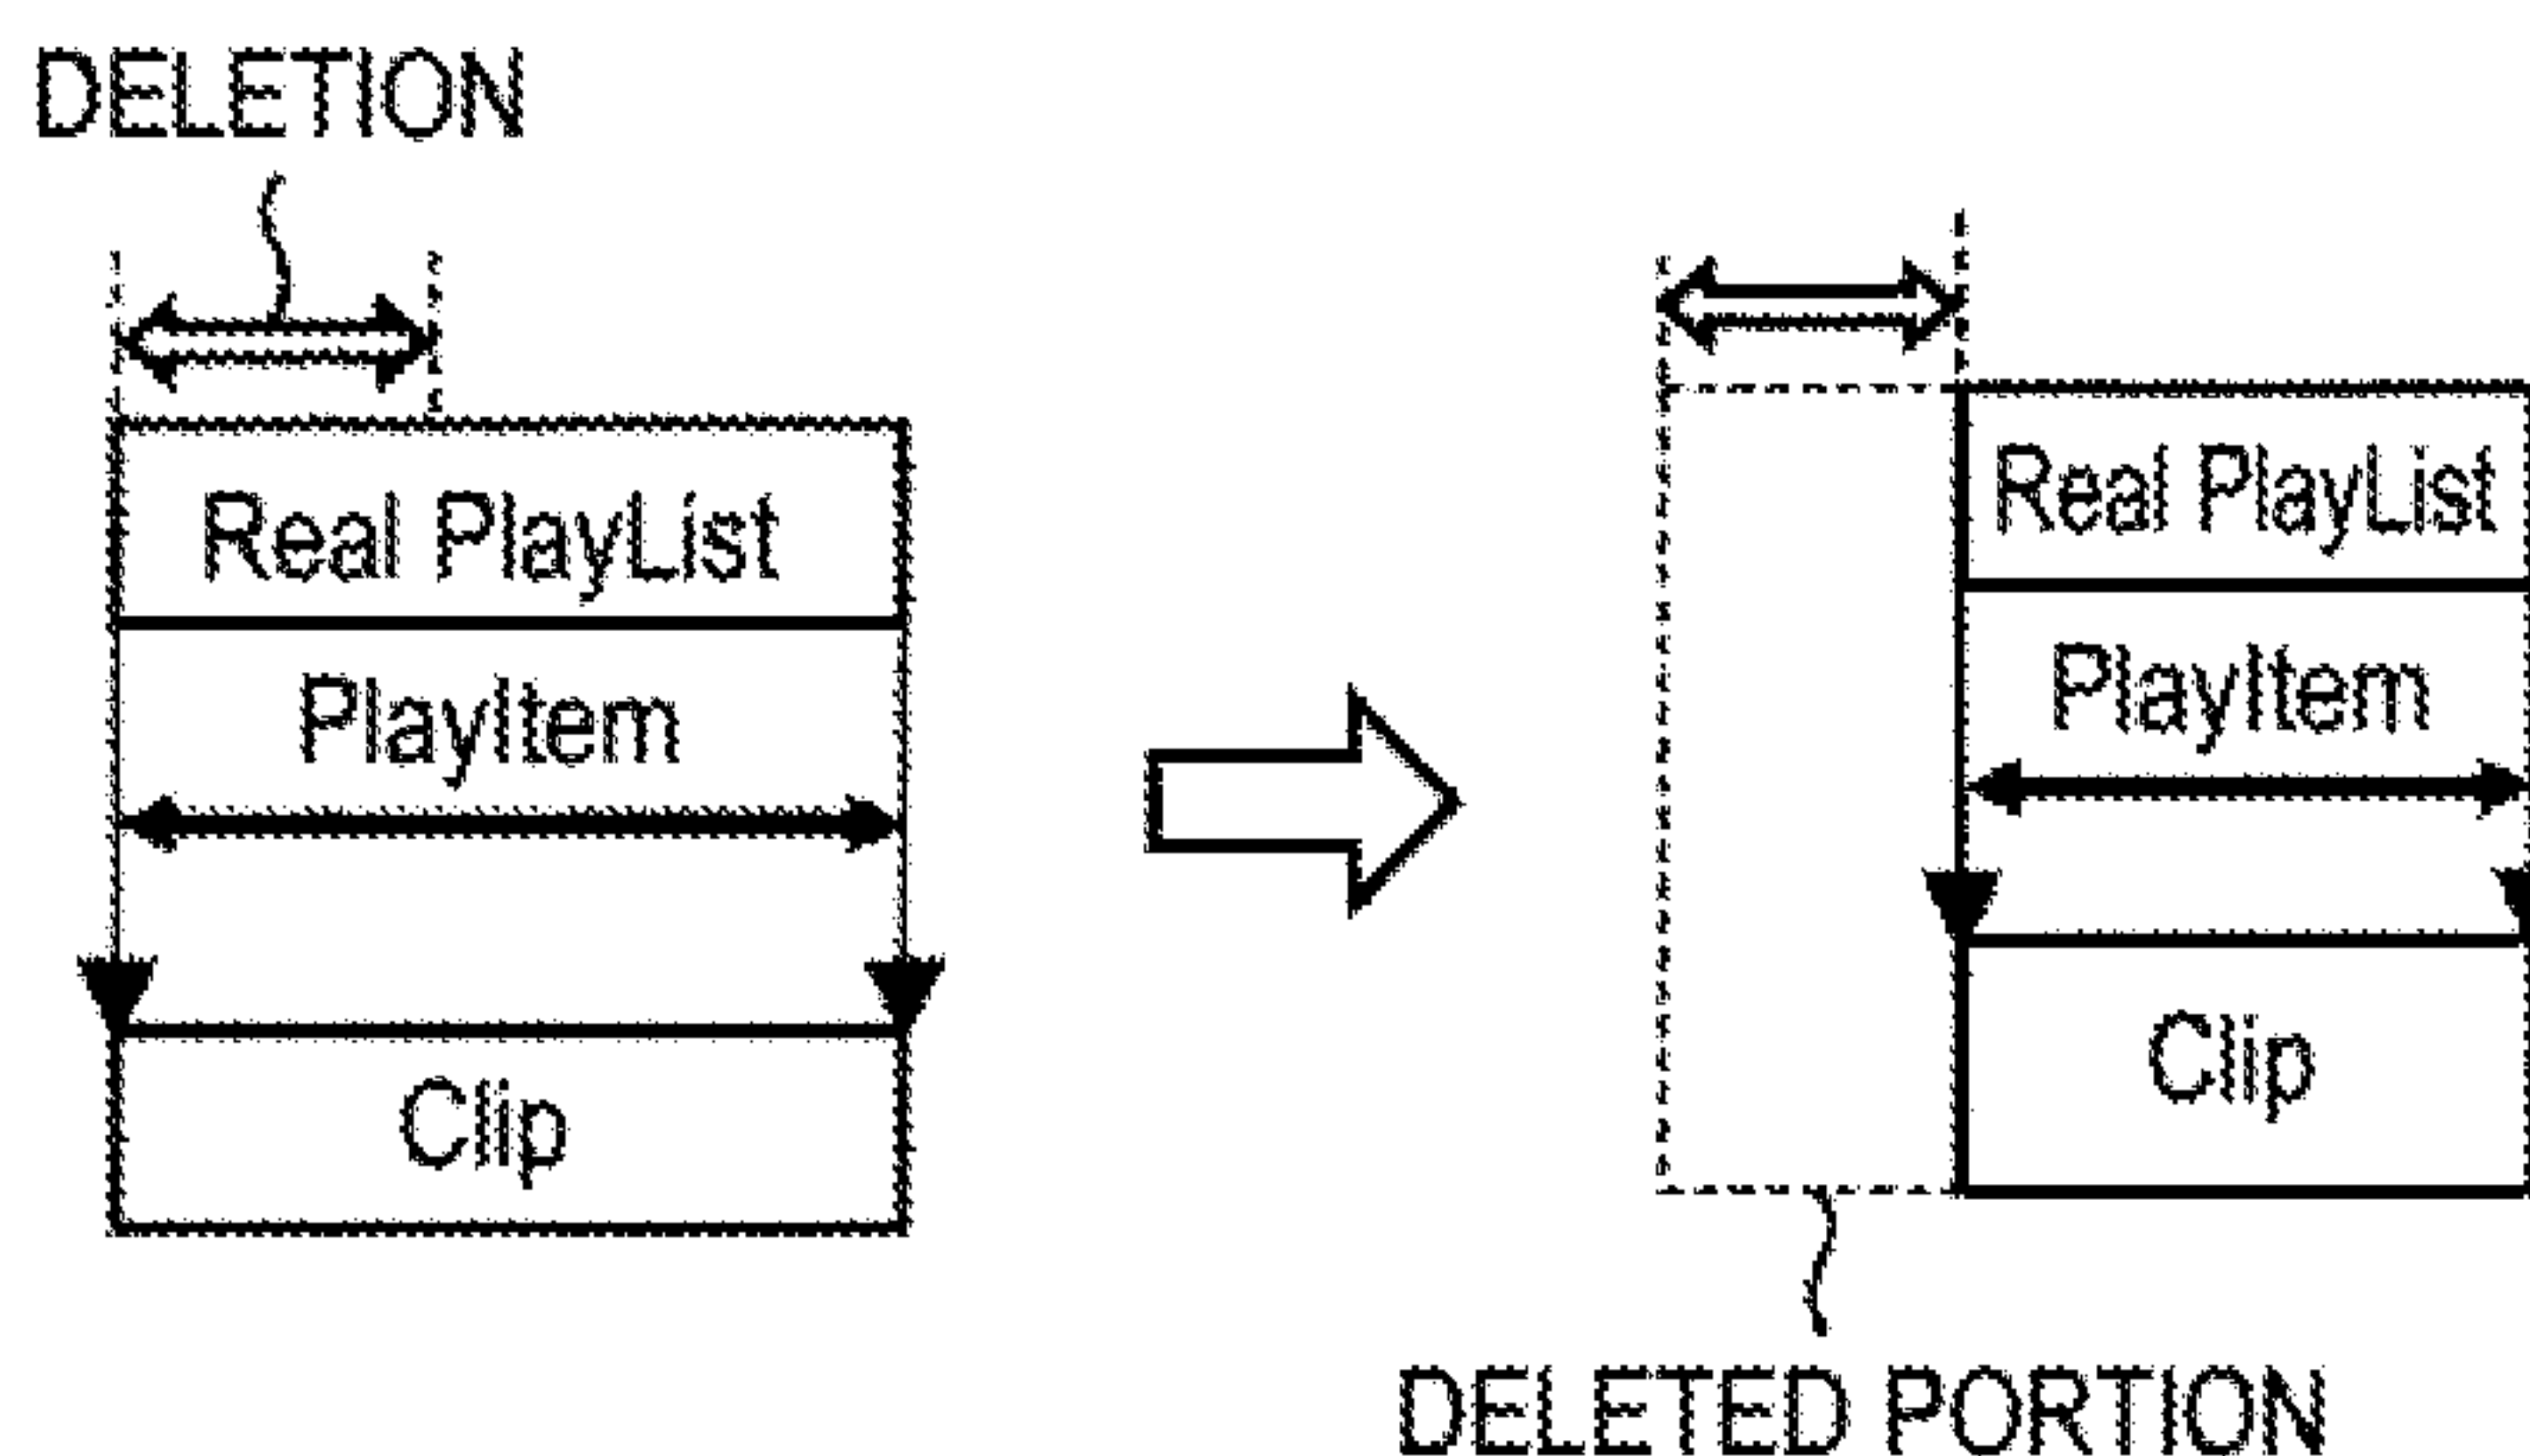 DELETION
Real PlayList
PlayItem
Clip
Real PlayList
PlayItem
Clip
DELETED PORTION